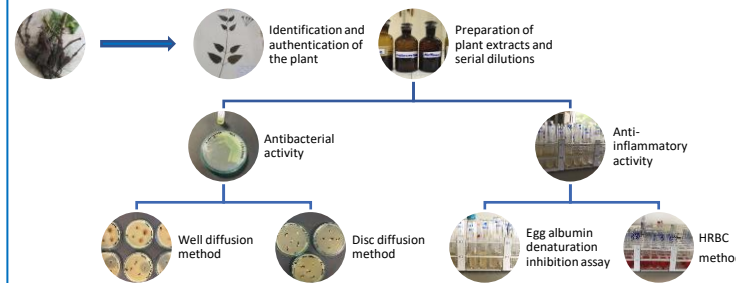 Identification and
authentication of
the plant
Preparation of
plant extracts and
serial dilutions
Antibacterial
activity
Anti-
inflammatory
activity
Well diffusion
method
Disc diffusion
method
Egg albumin
denaturation
inhibition assay
HRBC
metho